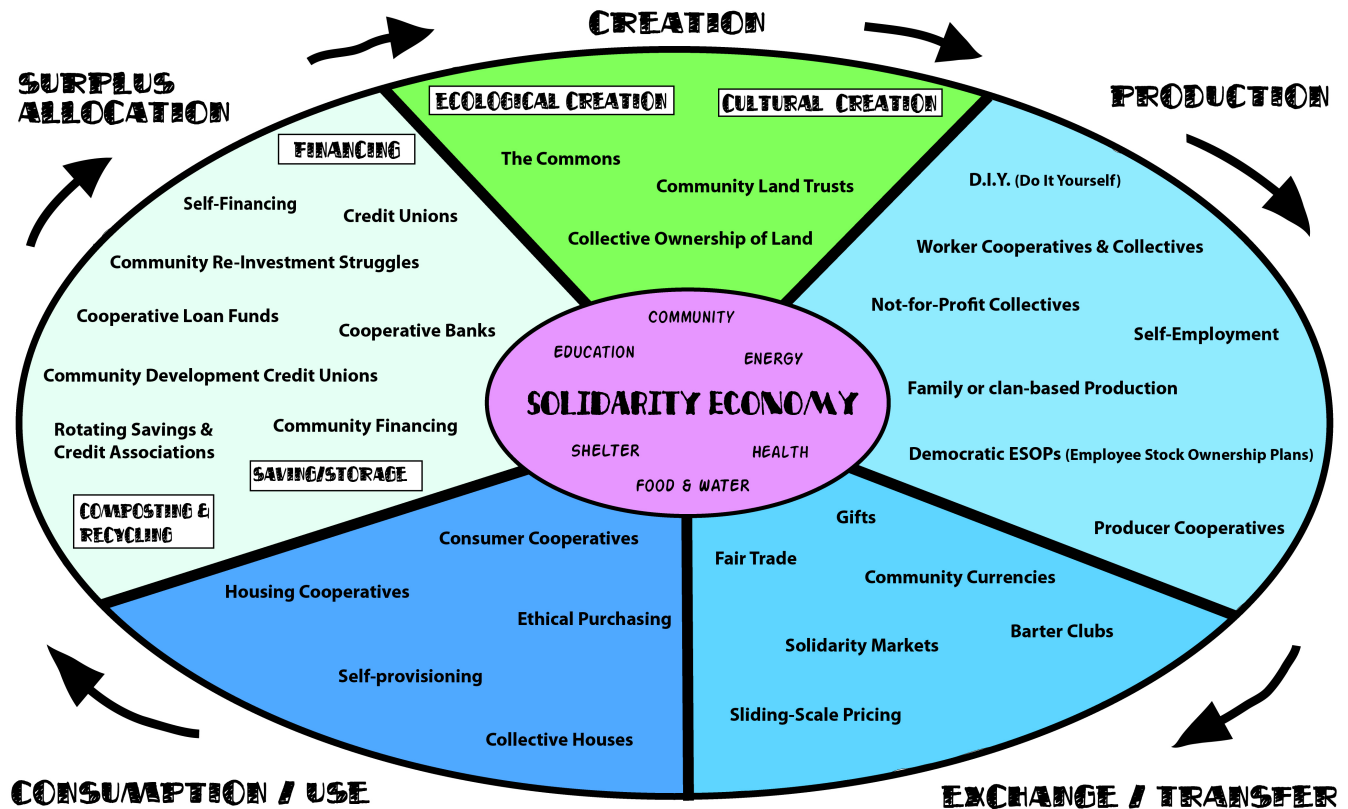 CREATION
SURPLUS
ALLOCATION
PRODUCTION
ECOLOGICAL CREATION
CULTURAL CREATION
The Commons
Community Land Trusts
Collective Ownership of Land
D.I.Y. (Do It Yourself)
Worker Cooperatives & Collectives
Not-for-Profit Collectives
Self-Employment
Family or clan-based Production
Democratic ESOPs (Employee Stock Ownership Plans)
Producer Cooperatives
Gifts
Fair Trade
Community Currencies
Barter Clubs
Solidarity Markets
Sliding-Scale Pricing
EXCHANGE / TRANSFER
Consumer Cooperatives
Housing Cooperatives
Ethical Purchasing
Self-provisioning
Collective Houses
CONSUMPTION / USE
FINANCING
Self-Financing
Credit Unions
Community Re-Investment Struggles
Cooperative Loan Funds
Cooperative Banks
Community Development Credit Unions
Rotating Savings &
Credit Associations
Community Financing
SAVING/STORAGE
COMPOSTING &
RECYCLING
COMMUNITY
EDUCATION
ENERGY
SOLIDARITY ECONOMY
SHELTER
HEALTH
FOOD & WATER